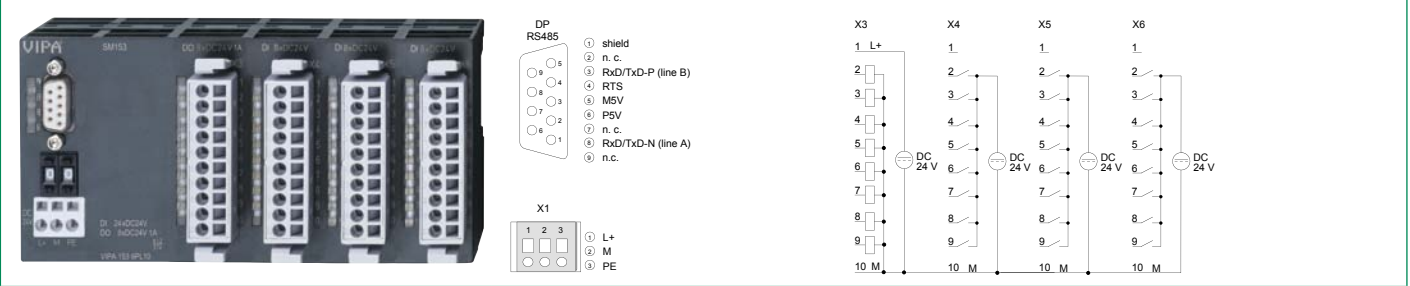 VIPA
SM153
DO 8xDC24V 1A
DI 8xDC24V
DI 8xDC24V
DI 8xDC24V
DI 24xDC24V
DO 8xDC24V 1A
L+ M PE
VIPA 153-6PL10
DP
RS485
5
9
4
8
3
7
2
6
1
1 shield
2 n. c.
3 RxD/TxD-P (line B)
4 RTS
5 M5V
6 P5V
7 n. c.
8 RxD/TxD-N (line A)
9 n.c.
X1
1 2 3
1 L+
2 M
3 PE
X3
1 L+
2
3
4
5
6
7
8
9
10 M
DC
24 V
X4
1
2
3
4
5
6
7
8
9
10 M
DC
24 V
X5
1
2
3
4
5
6
7
8
9
10 M
DC
24 V
X6
1
2
3
4
5
6
7
8
9
10 M
DC
24 V